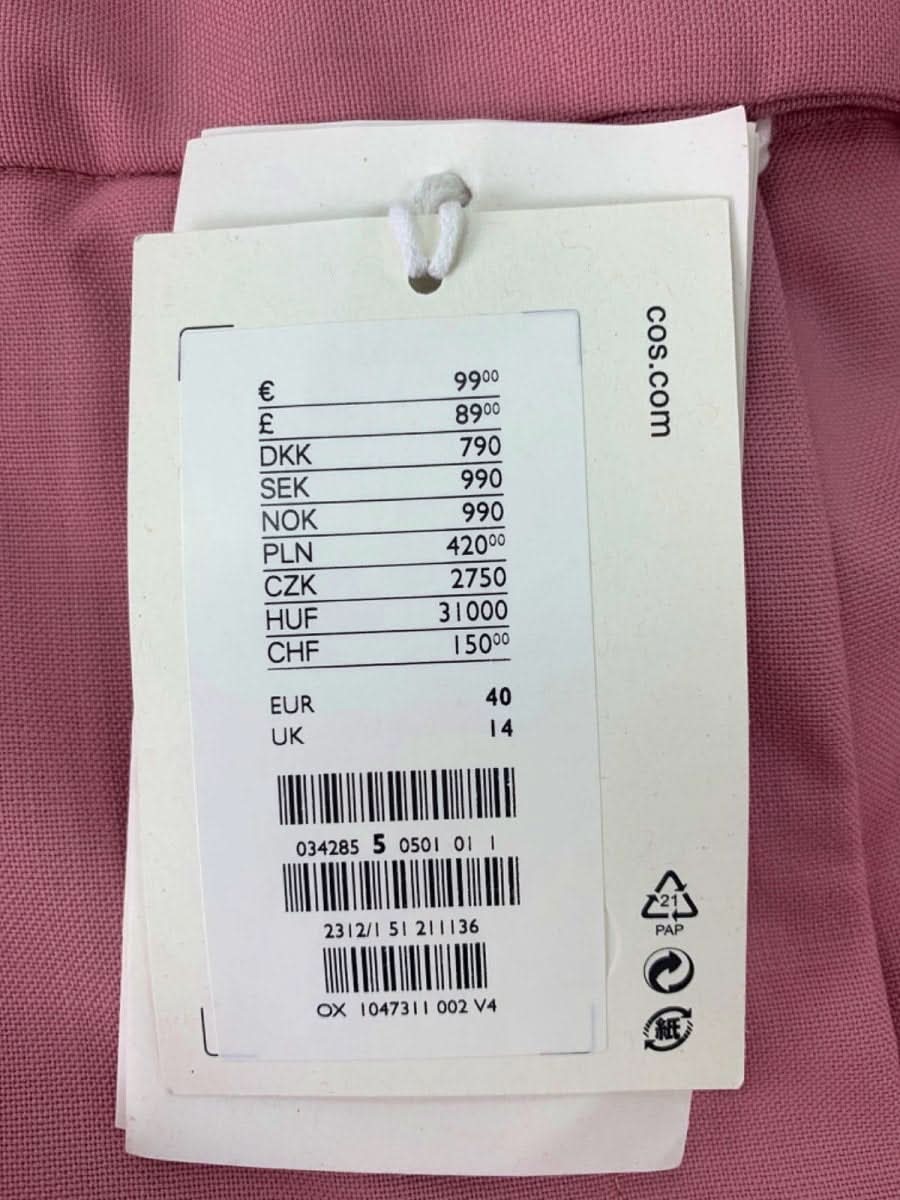 cos.com
€ 99⁰⁰
£ 89⁰⁰
DKK 790
SEK 990
NOK 990
PLN 420⁰⁰
CZK 2750
HUF 31000
CHF 150⁰⁰
EUR 40
UK 14
034285 5 0501 01 1
2312/1 51 211136
OX 1047311 002 V4
21
PAP
紙